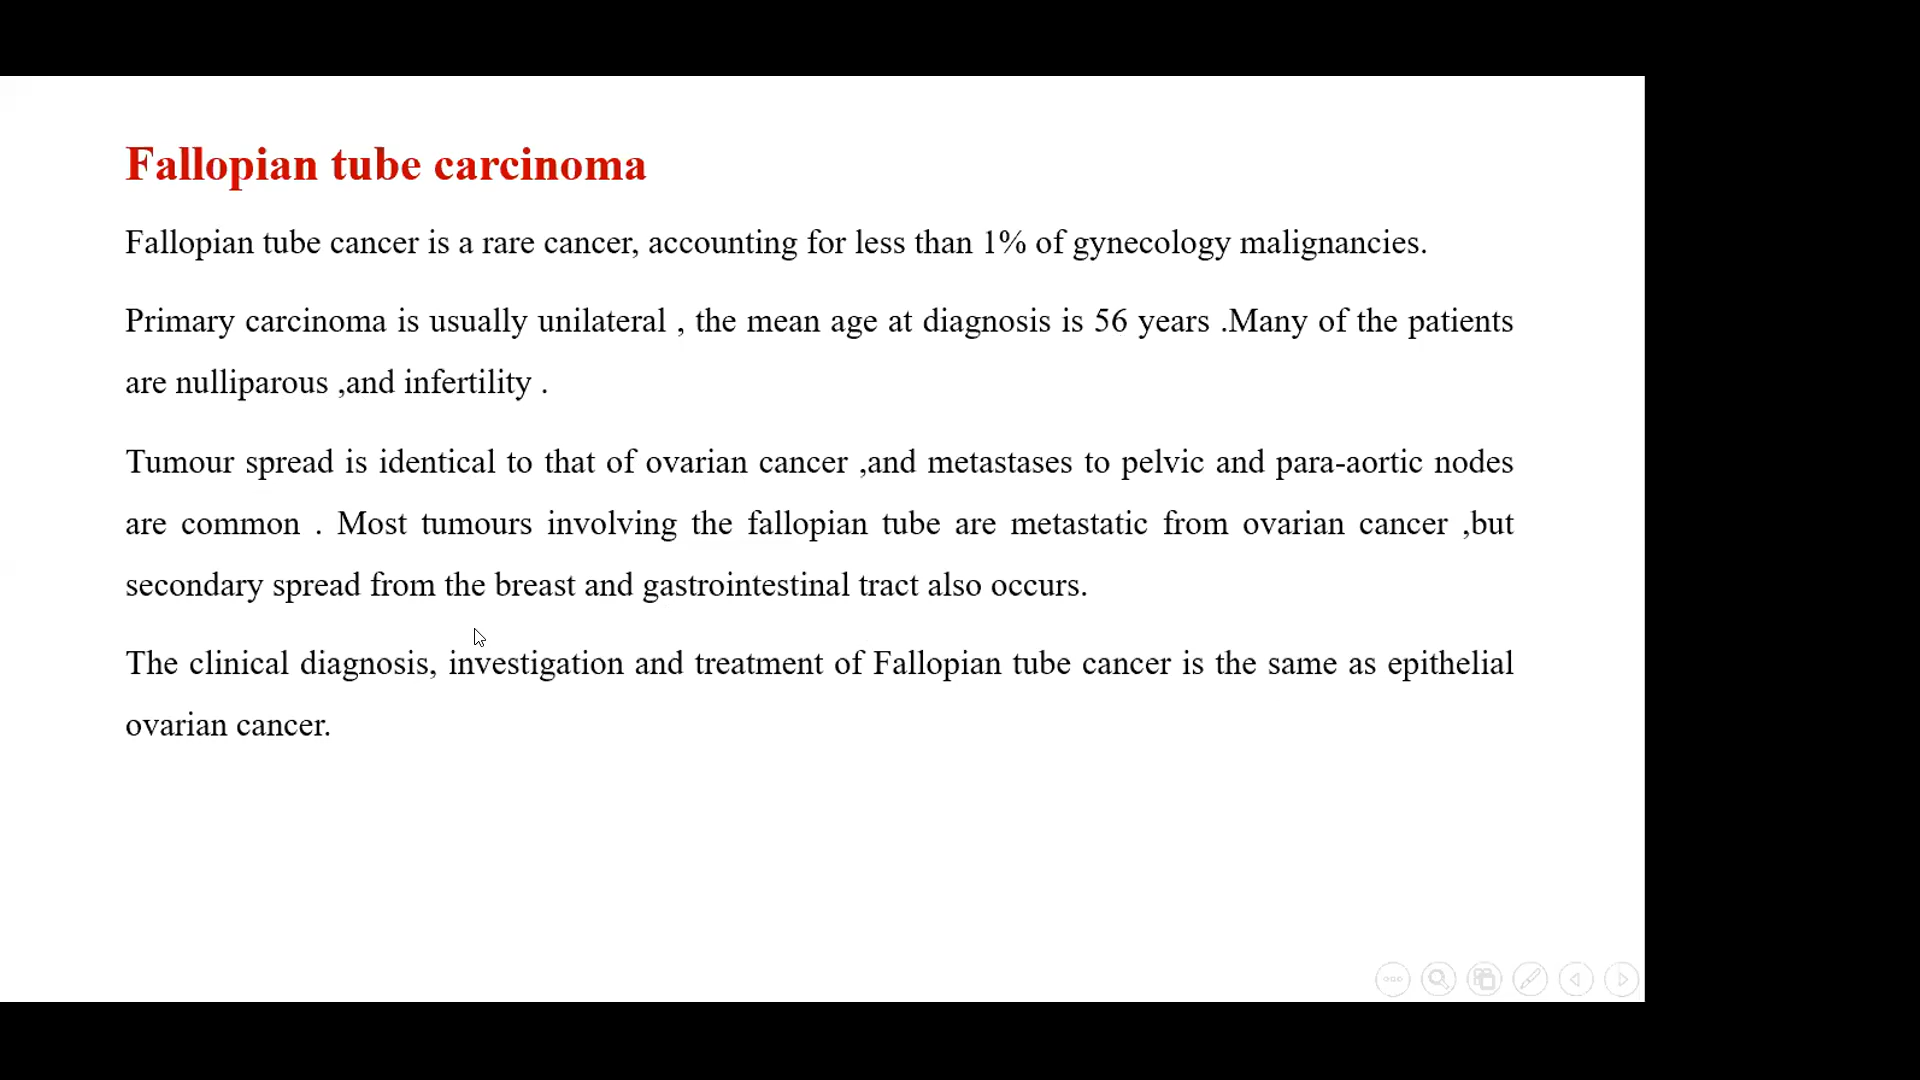 Fallopian tube carcinoma
Fallopian tube cancer is a rare cancer, accounting for less than 1% of gynecology malignancies.
Primary carcinoma is usually unilateral , the mean age at diagnosis is 56 years .Many of the patients
are nulliparous ,and infertility .
Tumour spread is identical to that of ovarian cancer ,and metastases to pelvic and para-aortic nodes
are common . Most tumours involving the fallopian tube are metastatic from ovarian cancer ,but
secondary spread from the breast and gastrointestinal tract also occurs.
The clinical diagnosis, investigation and treatment of Fallopian tube cancer is the same as epithelial
ovarian cancer.